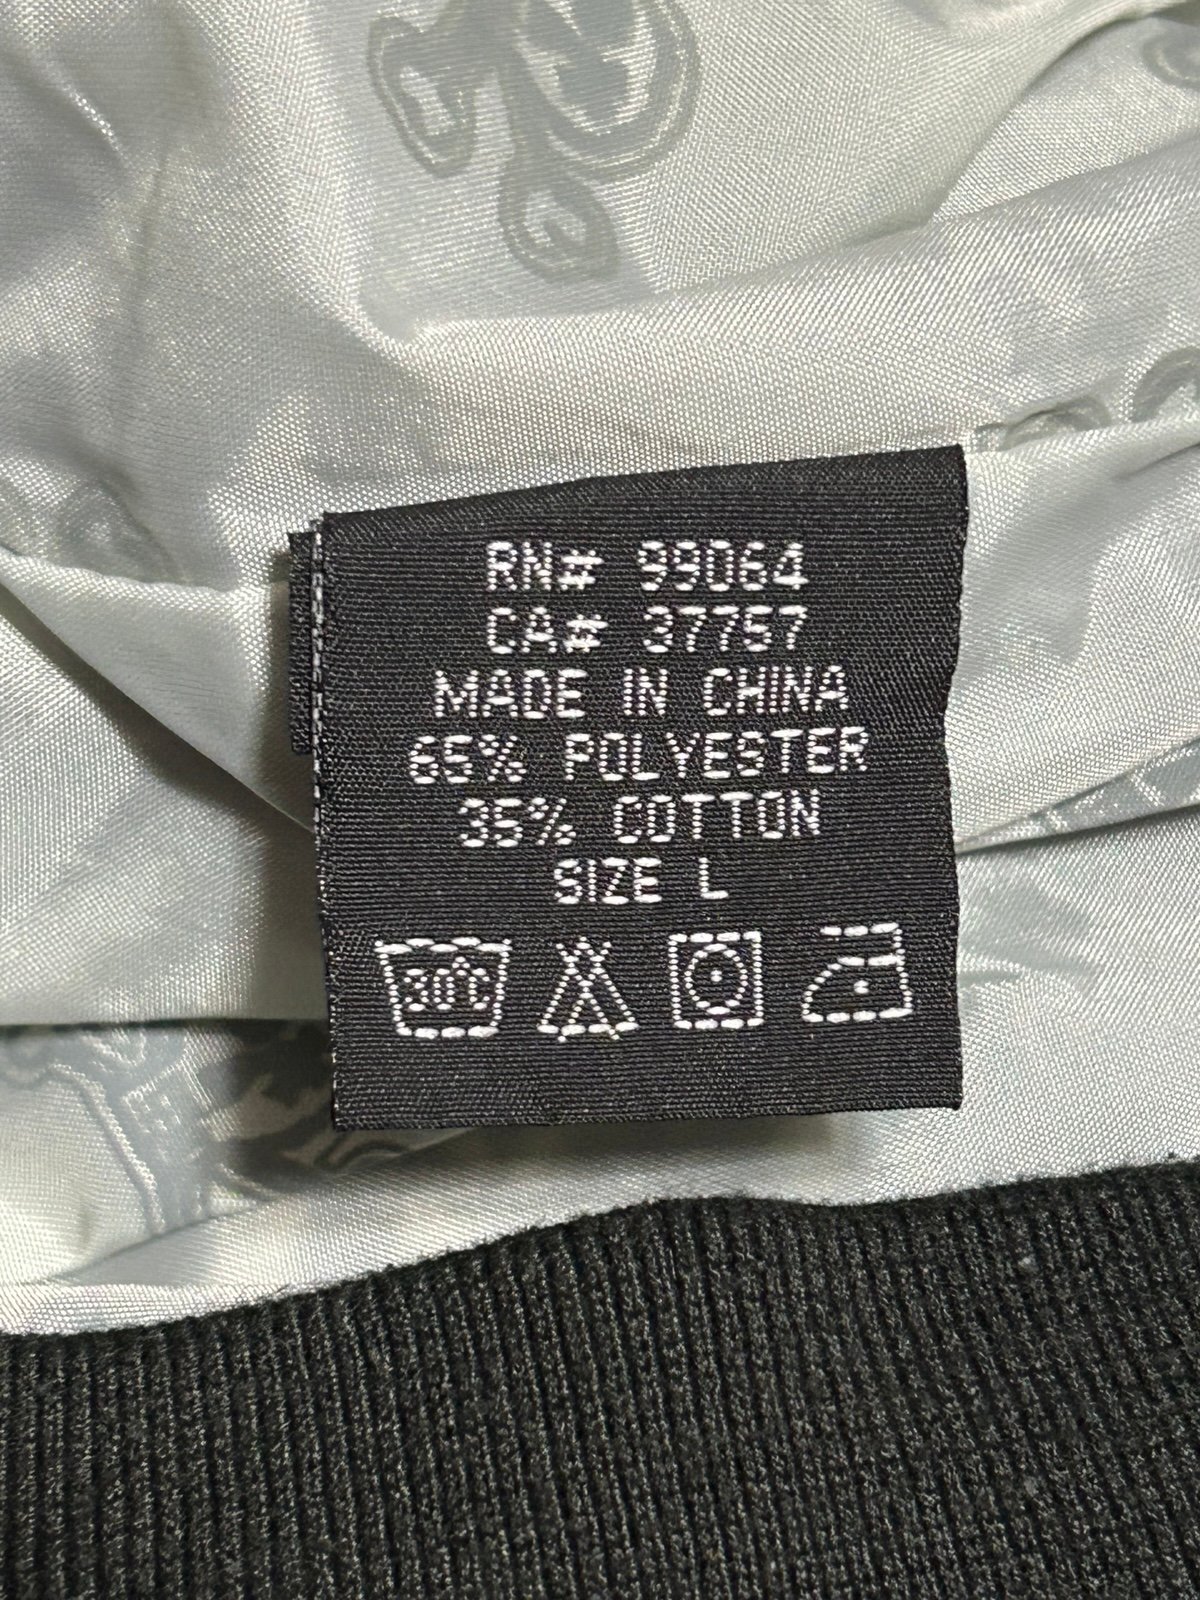 RN# 99064
CA# 37757
MADE IN CHINA
65% POLYESTER
35% COTTON
SIZE L
30°C